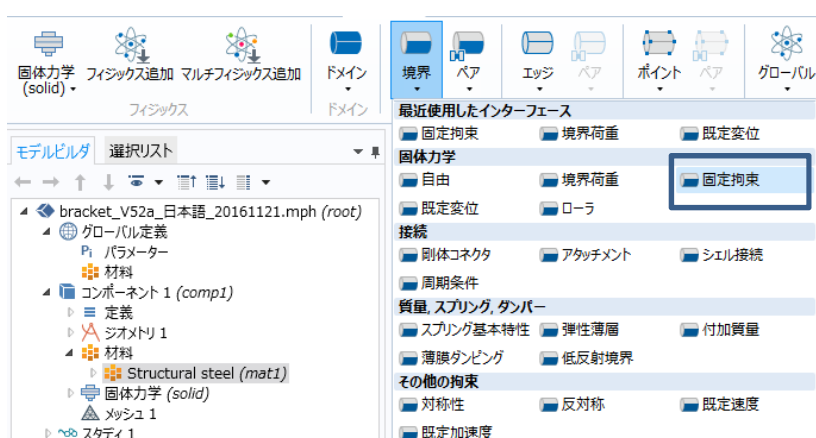 固体力学 フィジックス追加 マルチフィジックス追加 ドメイン 境界 ペア エッジ ペア ポイント ペア グローバル
(solid)
フィジックス ドメイン
モデルビルダ 選択リスト
bracket_V52a_日本語_20161121.mph (root)
グローバル定義
Pi パラメーター
材料
コンポーネント 1 (comp1)
定義
ジオメトリ 1
材料
Structural steel (mat1)
固体力学 (solid)
メッシュ 1
スタディ 1
最近使用したインターフェース
固定拘束 境界荷重 既定変位
固体力学
自由 境界荷重 固定拘束
既定変位 ローラ
接続
剛体コネクタ アタッチメント シェル接続
周期条件
質量, スプリング, ダンパー
スプリング基本特性 弾性薄層 付加質量
薄膜ダンピング 低反射境界
その他の拘束
対称性 反対称 既定速度
既定加速度